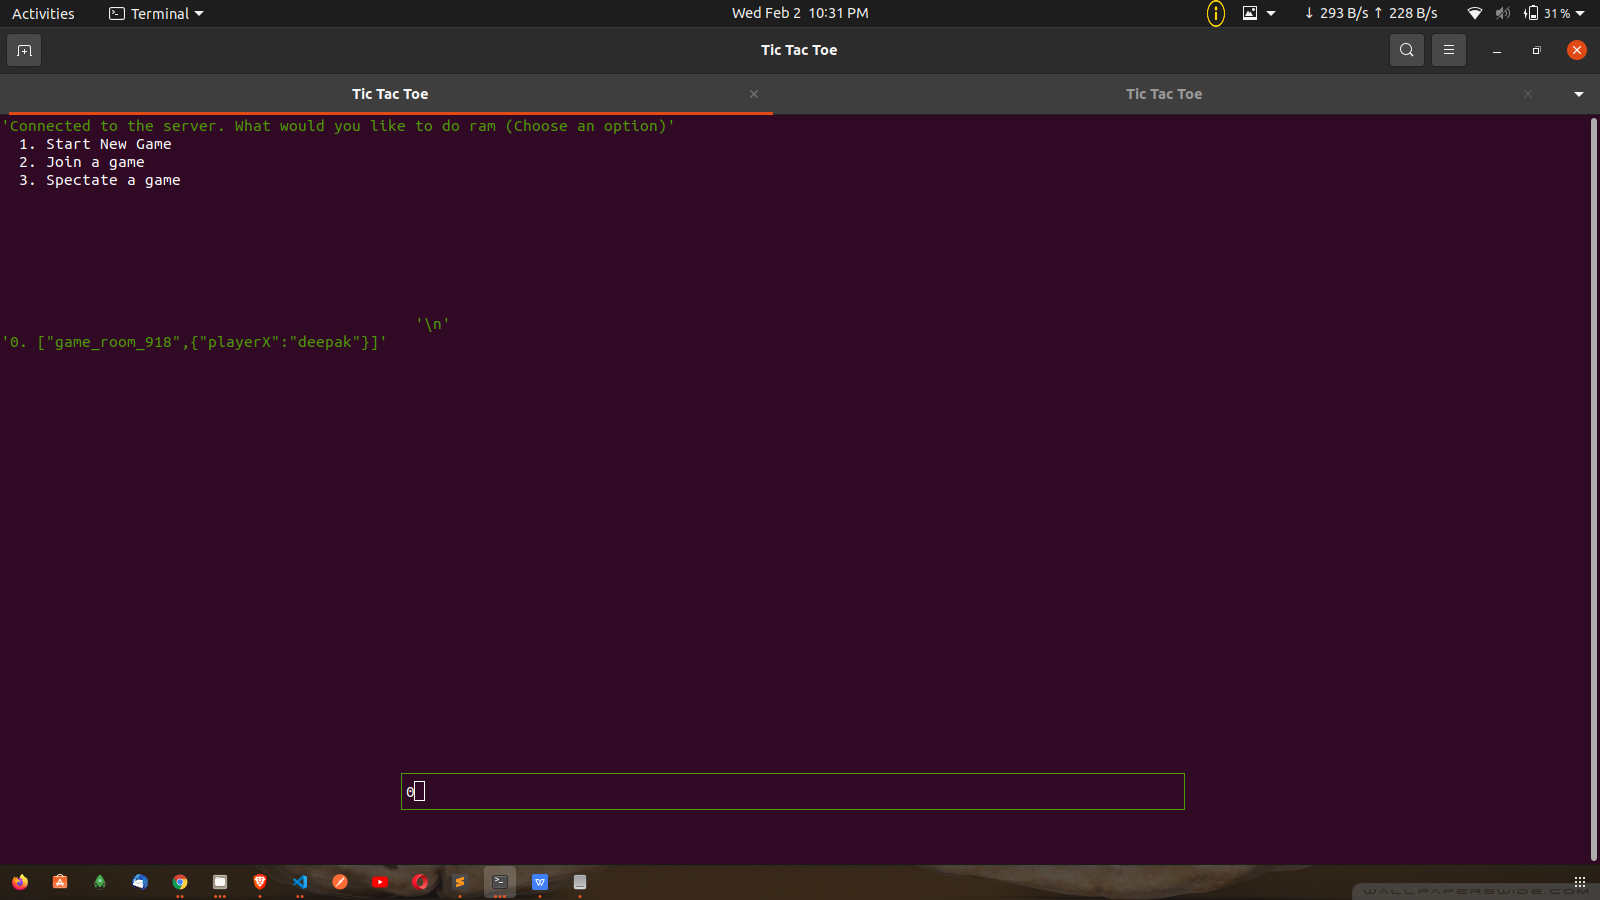 Activities Terminal Wed Feb 2 10:31 PM ↓ 293 B/s ↑ 228 B/s 31%
Tic Tac Toe
Tic Tac Toe Tic Tac Toe
'Connected to the server. What would you like to do ram (Choose an option)'
1. Start New Game
2. Join a game
3. Spectate a game
'\n'
'0. ["game_room_918",{"playerX":"deepak"}]'
0
WALLPAPERSWIDE.COM